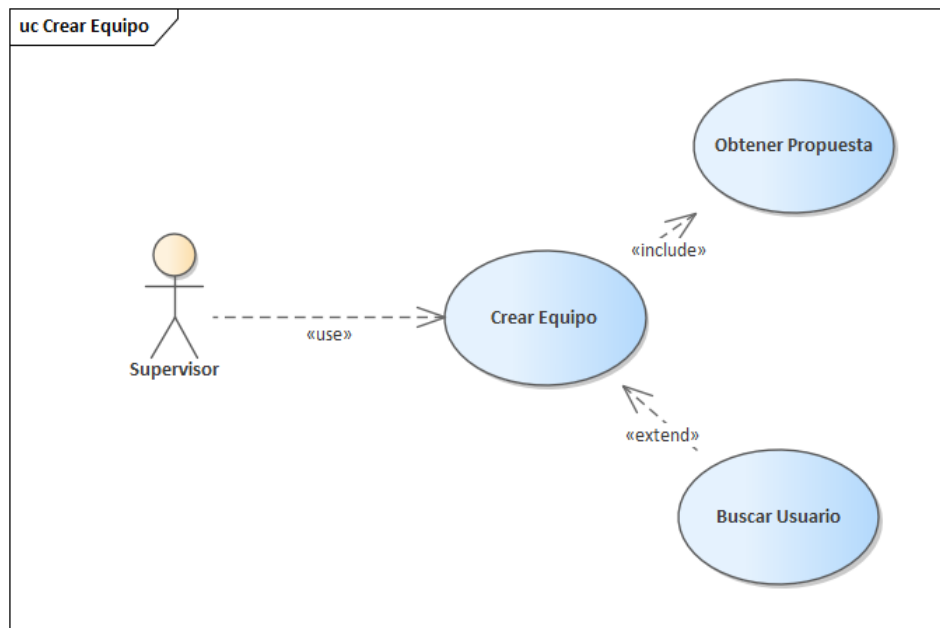 uc Crear Equipo
Obtener Propuesta
«include»
Crear Equipo
«use»
Supervisor
«extend»
Buscar Usuario